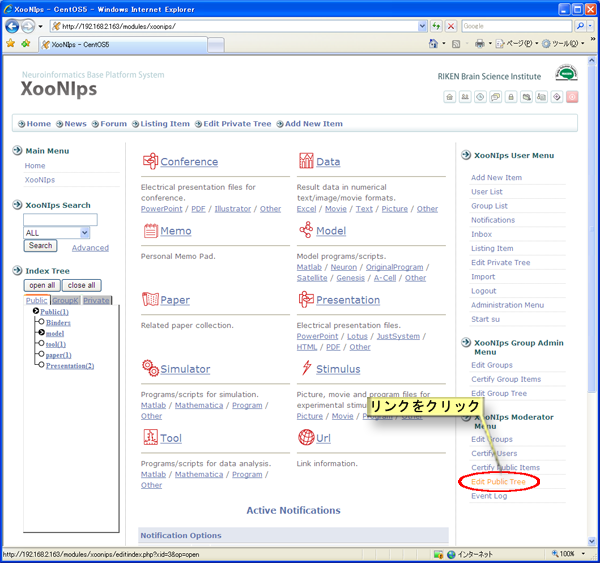 XooNIps - CentOS5 - Windows Internet Explorer
http://192.168.2.163/modules/xoonips/
Google
XooNIps - CentOS5
ページ(P)
ツール(O)
Neuroinformatics Base Platform System
XooNIps
RIKEN Brain Science Institute
Home News Forum Listing Item Edit Private Tree Add New Item
Main Menu
Home
XooNIps
XooNIps Search
ALL
Search Advanced
Index Tree
open all close all
Public Group Private
Public(1)
Binders
model
tool(1)
paper(1)
Presentation(2)
Conference
Electrical presentation files for
conference.
PowerPoint / PDF / Illustrator / Other
Data
Result data in numerical
text/image/movie formats.
Excel / Movie / Text / Picture / Other
Memo
Personal Memo Pad.
Model
Model programs/scripts.
Matlab / Neuron / OriginalProgram /
Satellite / Genesis / A-Cell / Other
Paper
Related paper collection.
Presentation
Electrical presentation files.
PowerPoint / Lotus / JustSystem /
HTML / PDF / Other
Simulator
Programs/scripts for simulation.
Matlab / Mathematica / Program /
Other
Stimulus
Picture, movie and program files for
experimental stimu
Picture / Movie / Program / Other
Tool
Programs/scripts for data analysis.
Matlab / Mathematica / Program /
Other
Url
Link information.
Active Notifications
Notification Options
XooNIps User Menu
Add New Item
User List
Group List
Notifications
Inbox
Listing Item
Edit Private Tree
Import
Logout
Administration Menu
Start su
XooNIps Group Admin
Menu
Edit Groups
Certify Group Items
Edit Group Tree
リンクをクリック
XooNIps Moderator
Menu
Edit Groups
Certify Users
Certify Public Items
Edit Public Tree
Event Log
http://192.168.2.163/modules/xoonips/editindex.php?xid=3&op=open
インターネット
100%